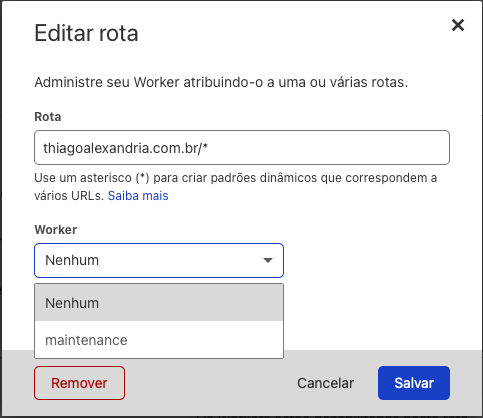 Editar rota
Administre seu Worker atribuindo-o a uma ou várias rotas.
Rota
thiagoalexandria.com.br/*
Use um asterisco (*) para criar padrões dinâmicos que correspondem a
vários URLs. Saiba mais
Worker
Nenhum
Nenhum
maintenance
Remover
Cancelar
Salvar